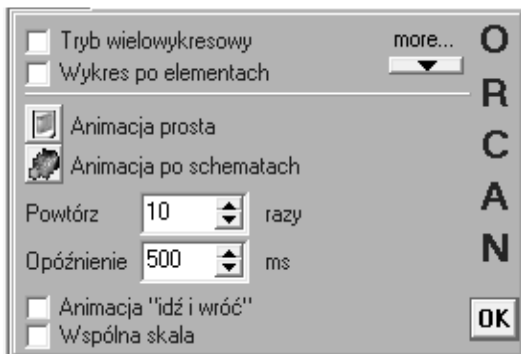 Tryb wielowykresowy
more...
Wykres po elementach
Animacja prosta
Animacja po schematach
Powtórz 10 razy
Opóźnienie 500 ms
Animacja "idź i wróć"
Wspólna skala
O
R
C
A
N
OK